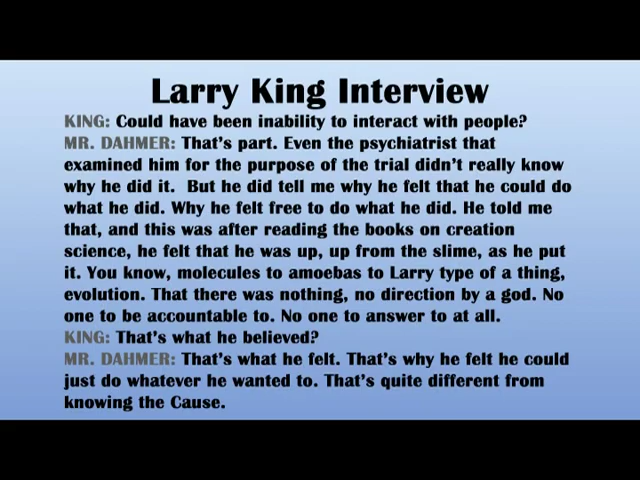 Larry King Interview
KING: Could have been inability to interact with people?
MR. DAHMER: That's part. Even the psychiatrist that
examined him for the purpose of the trial didn't really know
why he did it. But he did tell me why he felt that he could do
what he did. Why he felt free to do what he did. He told me
that, and this was after reading the books on creation
science, he felt that he was up, up from the slime, as he put
it. You know, molecules to amoebas to Larry type of a thing,
evolution. That there was nothing, no direction by a god. No
one to be accountable to. No one to answer to at all.
KING: That's what he believed?
MR. DAHMER: That's what he felt. That's why he felt he could
just do whatever he wanted to. That's quite different from
knowing the Cause.